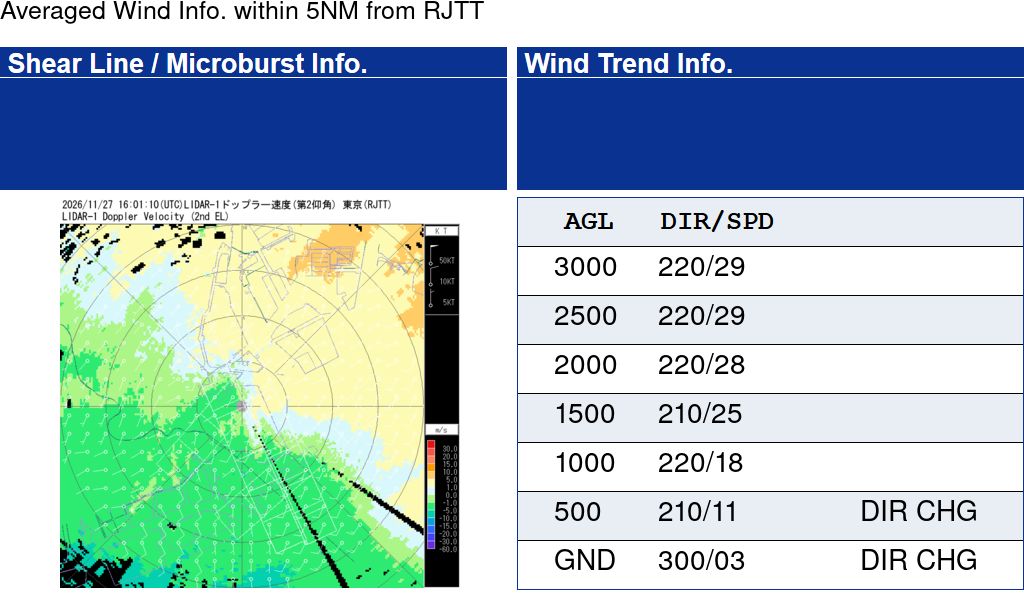 Averaged Wind Info. within 5NM from RJTT
Shear Line / Microburst Info.
Wind Trend Info.
2026/11/27 16:01:10(UTC)LIDAR-1ドップラー速度(第2仰角) 東京(RJTT)
LIDAR-1 Doppler Velocity (2nd EL)
KT
50KT
10KT
5KT
m/s
30.0
20.0
15.0
10.0
5.0
1.0
0.0
-1.0
-5.0
-10.0
-15.0
-20.0
-30.0
-60.0
AGL DIR/SPD
3000 220/29
2500 220/29
2000 220/28
1500 210/25
1000 220/18
500 210/11 DIR CHG
GND 300/03 DIR CHG